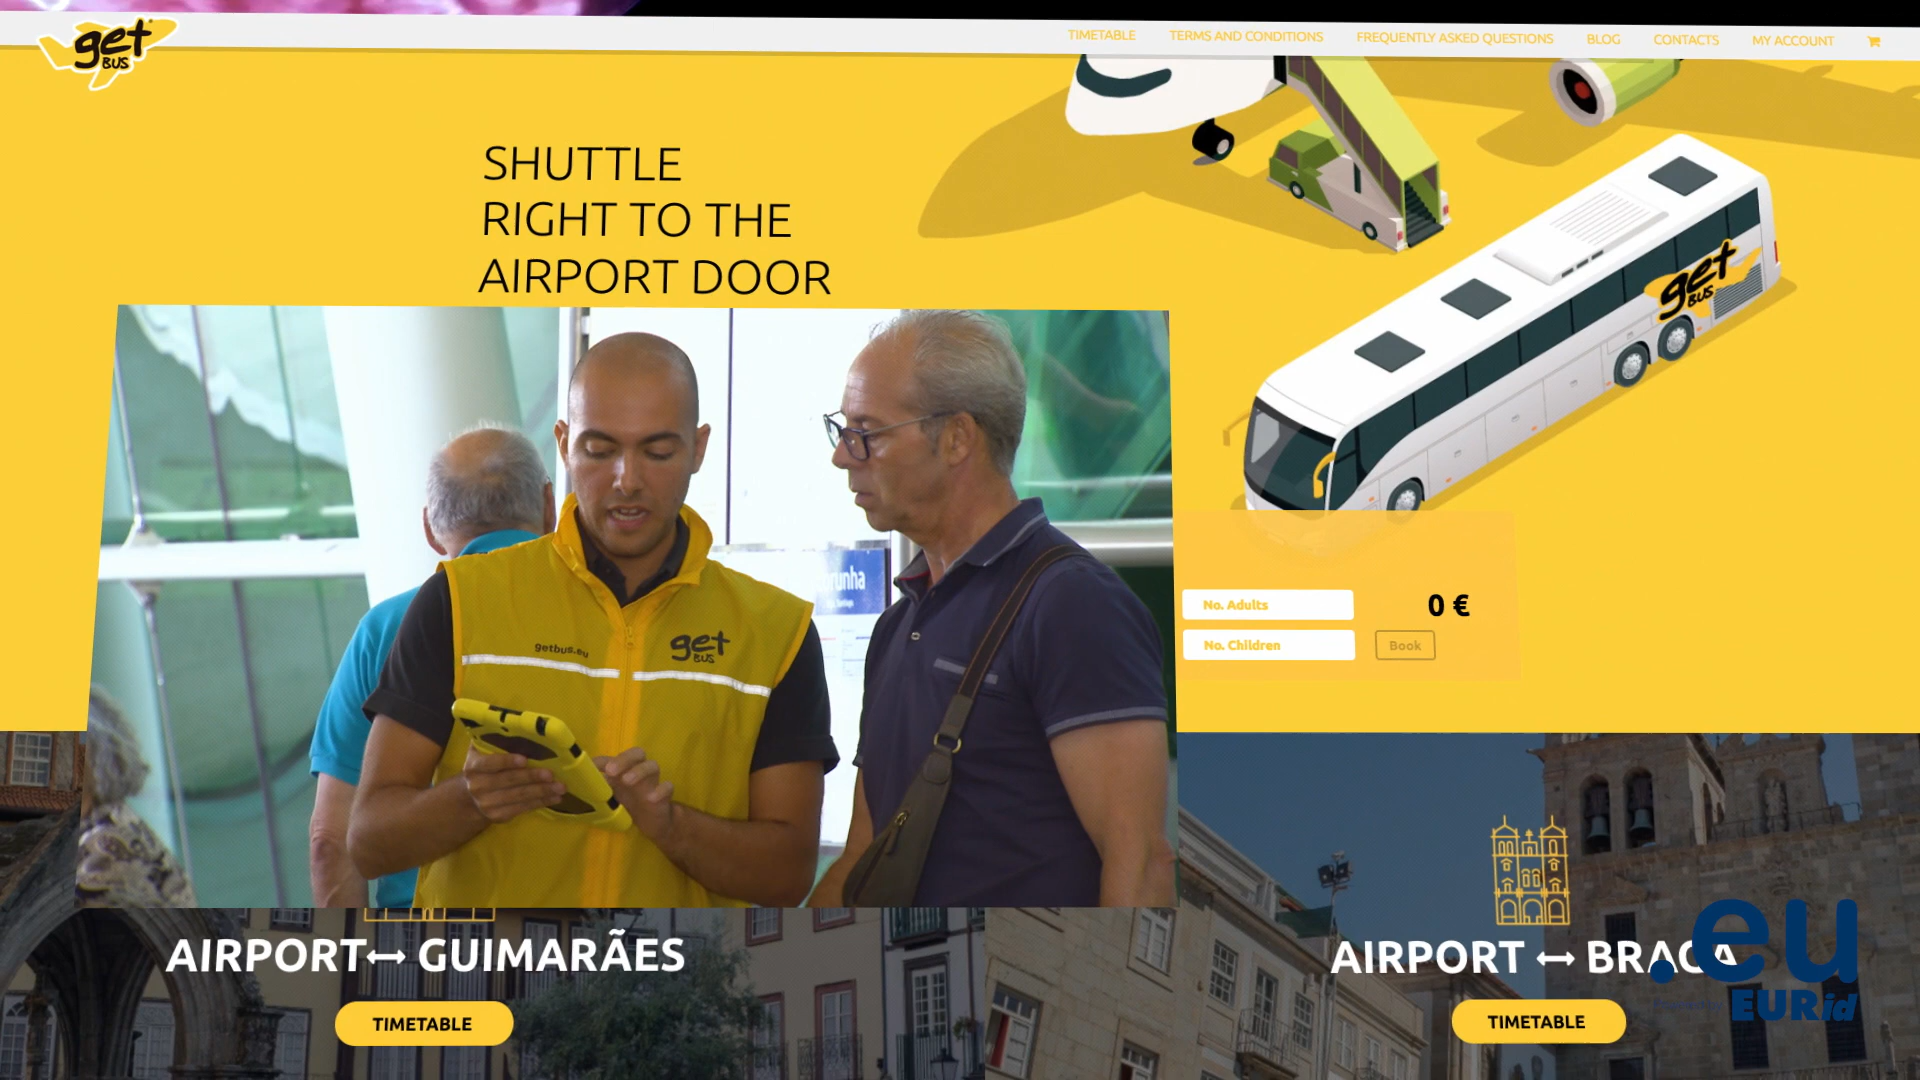 get
BUS
TIMETABLE
TERMS AND CONDITIONS
FREQUENTLY ASKED QUESTIONS
BLOG
CONTACTS
MY ACCOUNT
SHUTTLE
RIGHT TO THE
AIRPORT DOOR
get
BUS
getbus.eu
get
BUS
No. Adults
0 €
No. Children
Book
AIRPORT↔ GUIMARÃES
TIMETABLE
AIRPORT ↔ BRAGA
TIMETABLE
.eu
EURid